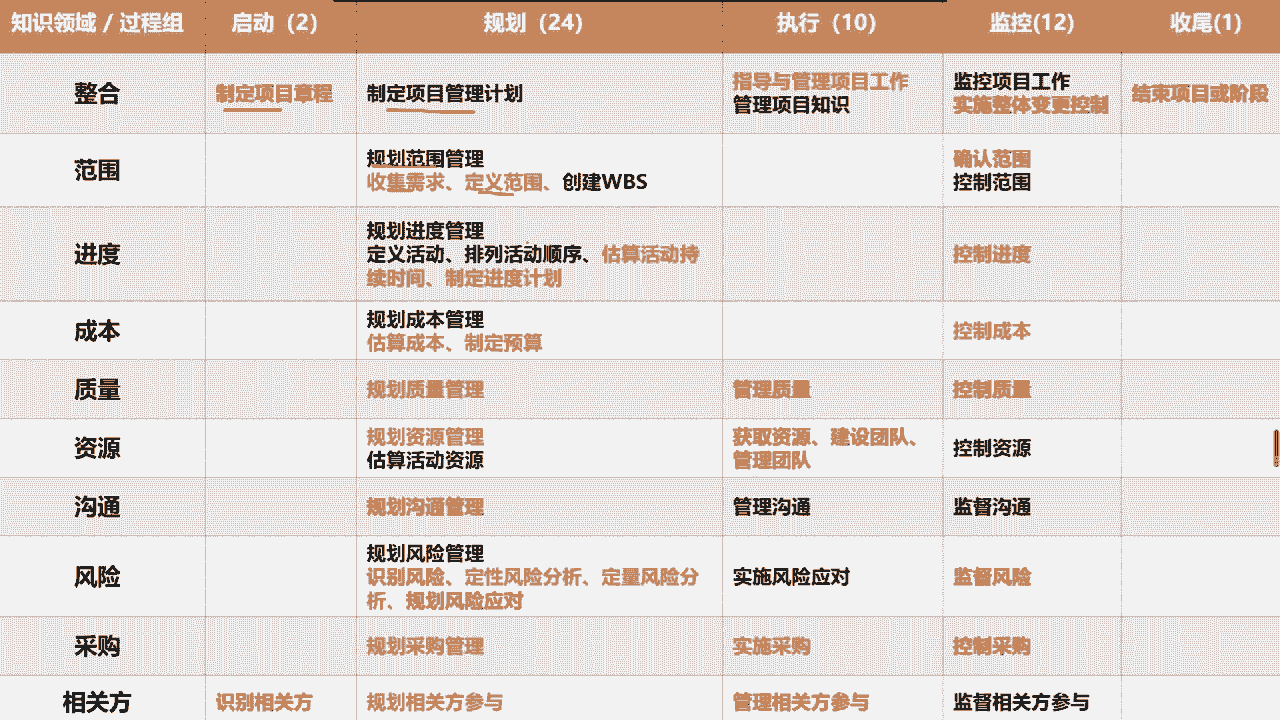 知识领域 / 过程组 启动（2） 规划（24） 执行（10） 监控(12) 收尾(1)
整合 制定项目章程 制定项目管理计划 指导与管理项目工作 监控项目工作 结束项目或阶段
管理项目知识 实施整体变更控制
范围 规划范围管理 确认范围
收集需求、定义范围、创建WBS 控制范围
进度 规划进度管理 控制进度
定义活动、排列活动顺序、估算活动持
续时间、制定进度计划
成本 规划成本管理 控制成本
估算成本、制定预算
质量 规划质量管理 管理质量 控制质量
资源 规划资源管理 获取资源、建设团队、 控制资源
估算活动资源 管理团队
沟通 规划沟通管理 管理沟通 监督沟通
风险 规划风险管理 实施风险应对 监督风险
识别风险、定性风险分析、定量风险分
析、规划风险应对
采购 规划采购管理 实施采购 控制采购
相关方 识别相关方 规划相关方参与 管理相关方参与 监督相关方参与